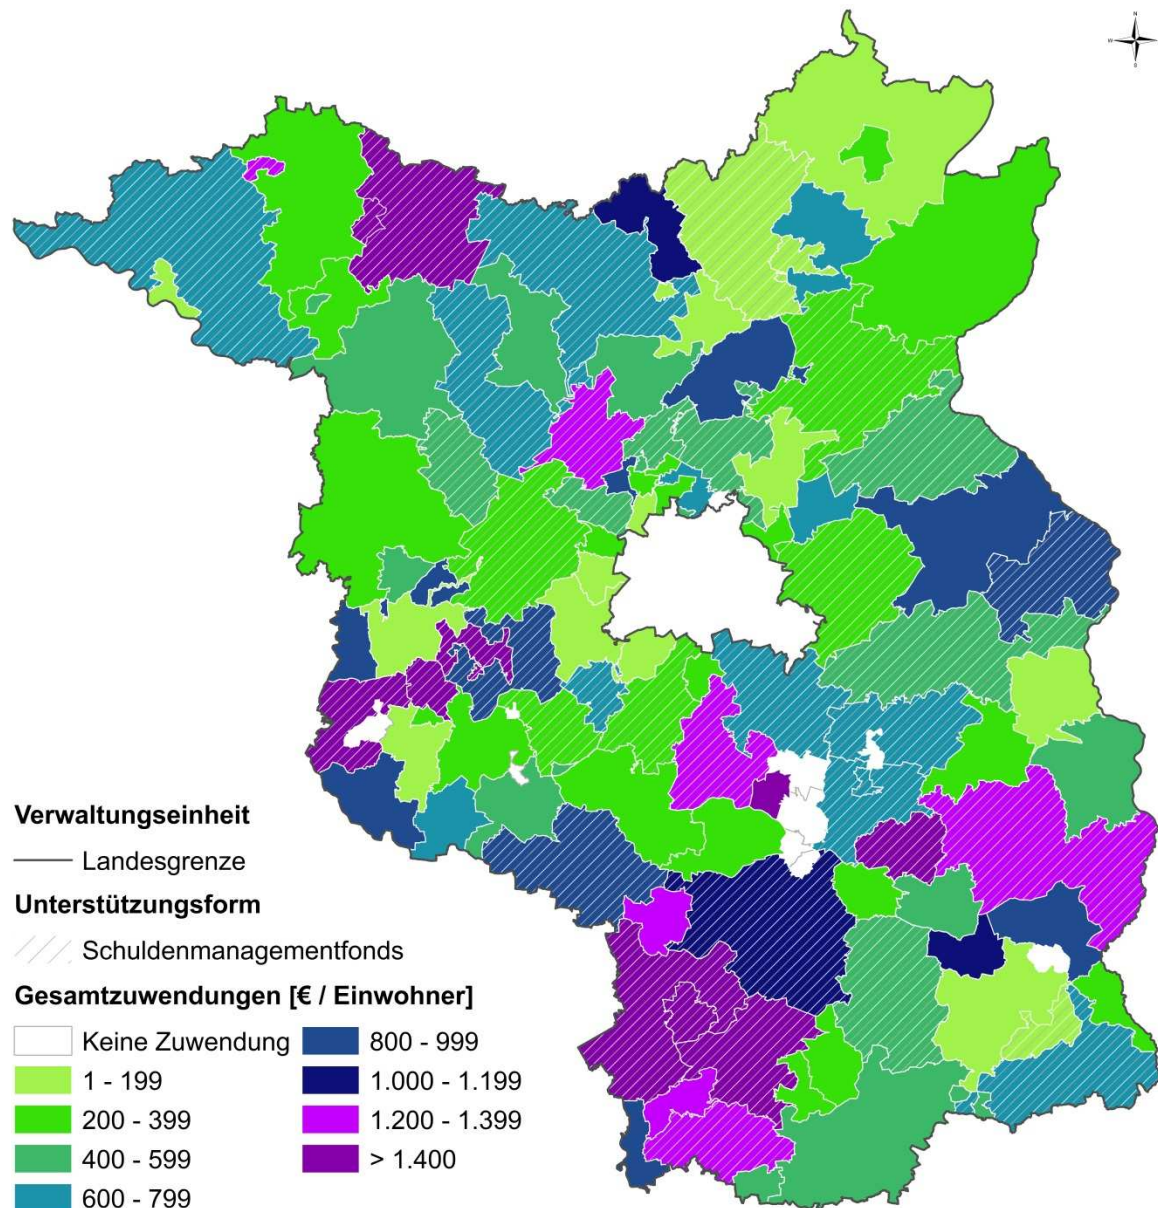 N
W
S
Verwaltungseinheit
Landesgrenze
Unterstützungsform
Schuldenmanagementfonds
Gesamtzuwendungen [€ / Einwohner]
Keine Zuwendung
1 - 199
200 - 399
400 - 599
600 - 799
800 - 999
1.000 - 1.199
1.200 - 1.399
> 1.400